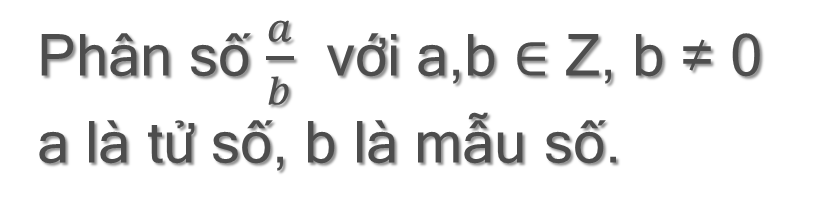 Phân số a/b với a,b ∈ Z, b ≠ 0
a là tử số, b là mẫu số.